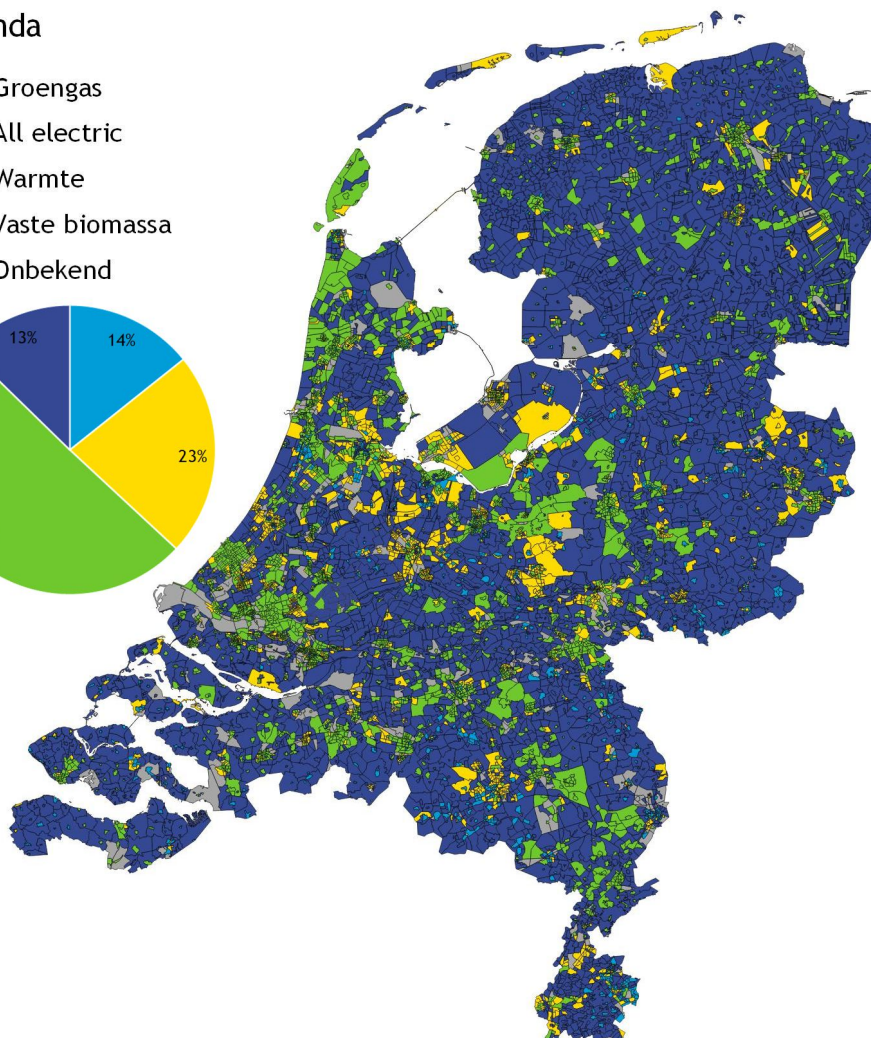 nda
Groengas
All electric
Warmte
Vaste biomassa
Onbekend
13%
14%
23%